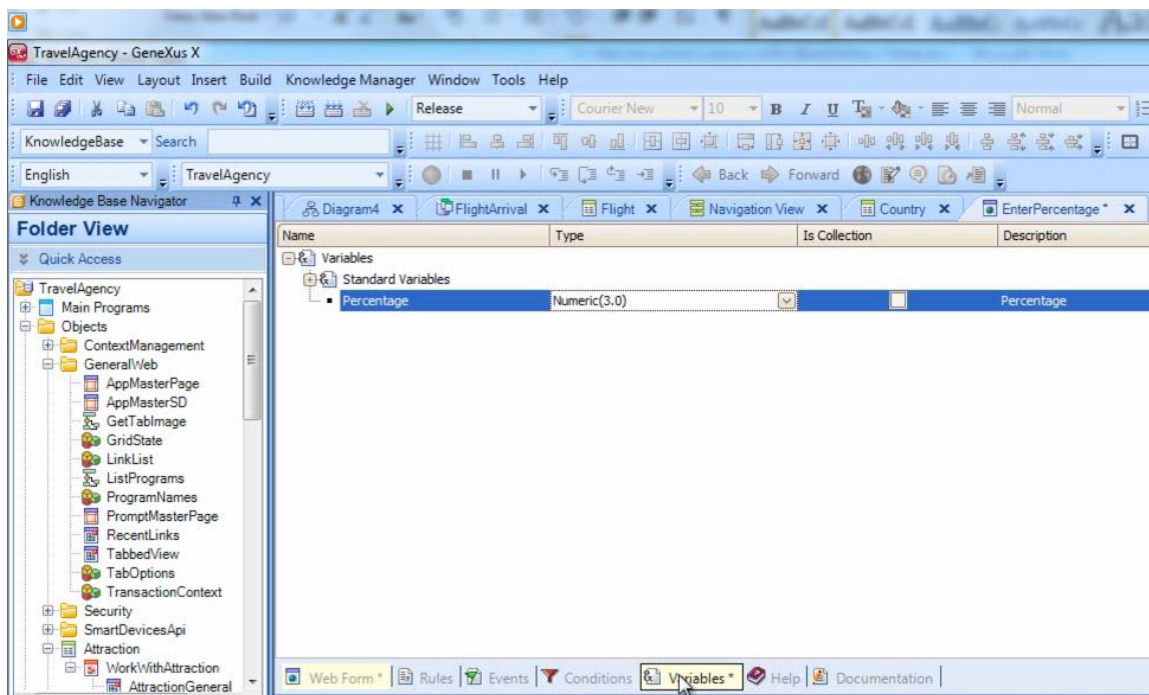 TravelAgency - GeneXus X
File Edit View Layout Insert Build Knowledge Manager Window Tools Help
Release Courier New 10 B I U Normal
KnowledgeBase Search
English TravelAgency Back Forward
Knowledge Base Navigator
Diagram4 FlightArrival Flight Navigation View Country EnterPercentage *
Folder View
Name Type Is Collection Description
Quick Access
Variables
Standard Variables
Percentage Numeric(3.0) Percentage
TravelAgency
Main Programs
Objects
ContextManagement
GeneralWeb
AppMasterPage
AppMasterSD
GetTabImage
GridState
LinkList
ListPrograms
ProgramNames
PromptMasterPage
RecentLinks
TabbedView
TabOptions
TransactionContext
Security
SmartDevicesApi
Attraction
WorkWithAttraction
AttractionGeneral
Web Form * Rules Events Conditions Variables * Help Documentation